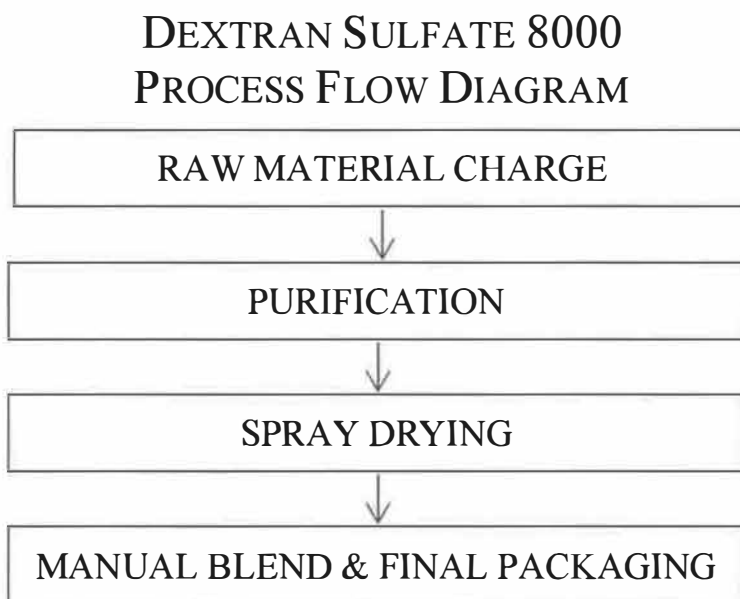 DEXTRAN SULFATE 8000
PROCESS FLOW DIAGRAM
RAW MATERIAL CHARGE
PURIFICATION
SPRAY DRYING
MANUAL BLEND & FINAL PACKAGING